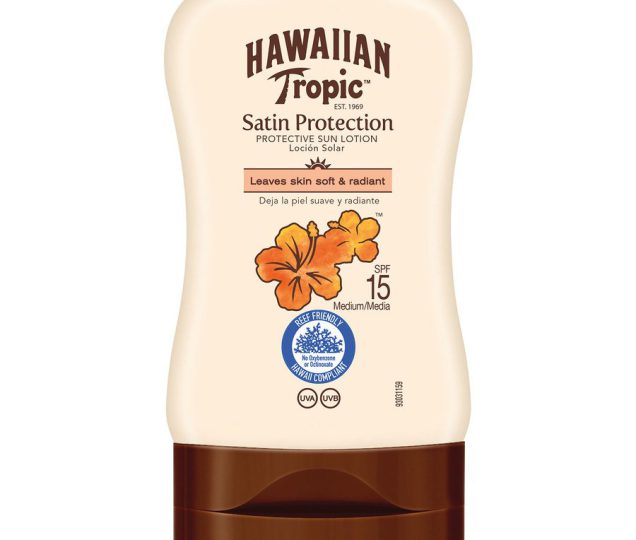 HAWAIIAN
Tropic™
EST. 1969
Satin Protection
PROTECTIVE SUN LOTION
Loción Solar
Leaves skin soft & radiant
Deja la piel suave y radiante
™
SPF
15
Medium/Media
REEF FRIENDLY
No Oxybenzone
or Octinoxate
HAWAII COMPLIANT
UVA UVB
93031159